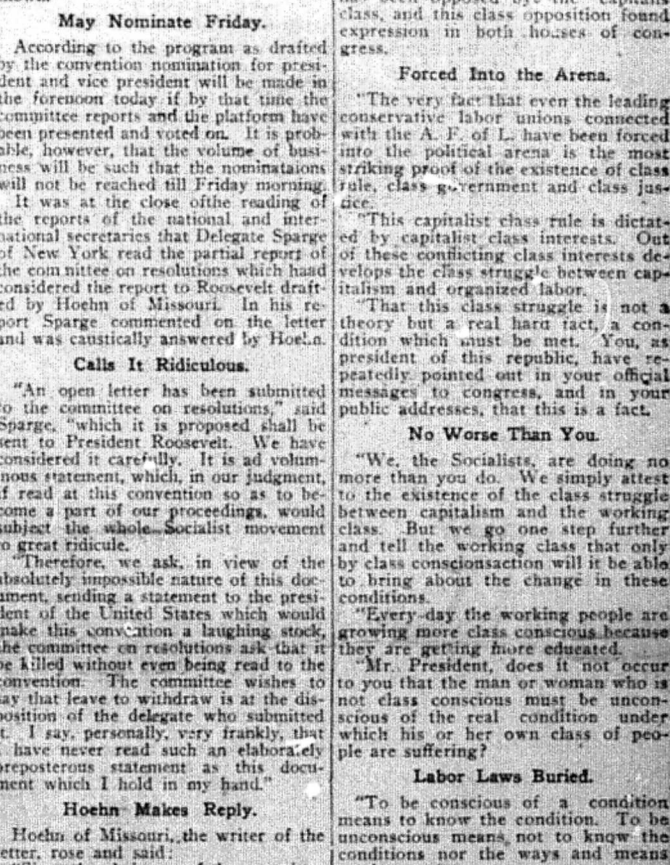 May Nominate Friday.
According to the program as drafted
by the convention nomination for presi-
dent and vice president will be made in
the forenoon today if by that time the
committee reports and the platform have
been presented and voted on. It is prob-
able, however, that the volume of busi-
ness will be such that the nominataions
will not be reached till Friday morning.
It was at the close ofthe reading of
the reports of the national and inter-
national secretaries that Delegate Sparge
of New York read the partial report of
the committee on resolutions which haad
considered the report to Roosevelt draft-
ed by Hoehn of Missouri. In his re-
port Sparge commented on the letter
and was caustically answered by Hoehn.
Calls It Ridiculous.
"An open letter has been submitted
to the committee on resolutions," said
Sparge, "which it is proposed shall be
sent to President Roosevelt. We have
considered it carefully. It is ad volum-
nous statement, which, in our judgment,
if read at this convention so as to be-
come a part of our proceedings, would
subject the whole Socialist movement
to great ridicule.
"Therefore, we ask, in view of the
absolutely impossible nature of this doc-
ument, sending a statement to the presi-
dent of the United States which would
make this convention a laughing stock,
the committee on resolutions ask that it
be killed without even being read to the
convention. The committee wishes to
say that leave to withdraw is at the dis-
position of the delegate who submitted
it. I say, personally, very frankly, that
I have never read such an elaborately
preposterous statement as this docu-
ment which I hold in my hand."
Hoehn Makes Reply.
Hoehn of Missouri, the writer of the
letter, rose and said:
class, and this class opposition found
expression in both houses of con-
gress.
Forced Into the Arena.
"The very fact that even the leading
conservative labor unions connected
with the A. F. of L. have been forced
into the political arena is the most
striking proof of the existence of class
rule, class government and class jus-
tice.
"This capitalist class rule is dictat-
ed by capitalist class interests. Out
of these conflicting class interests de-
velops the class struggle between cap-
italism and organized labor.
"That this class struggle is not a
theory but a real hard fact, a con-
dition which must be met. You, as
president of this republic, have re-
peatedly pointed out in your official
messages to congress, and in your
public addresses, that this is a fact.
No Worse Than You.
"We, the Socialists, are doing no
more than you do. We simply attest
to the existence of the class struggle
between capitalism and the working
class. But we go one step further
and tell the working class that only
by class conscionsaction will it be able
to bring about the change in these
conditions.
"Every day the working people are
growing more class conscious because
they are getting more educated.
"Mr. President, does it not occur
to you that the man or woman who is
not class conscious must be uncon-
scious of the real condition under
which his or her own class of peo-
ple are suffering?
Labor Laws Buried.
"To be conscious of a condition
means to know the condition. To be
unconscious means not to know the
conditions nor the ways and means